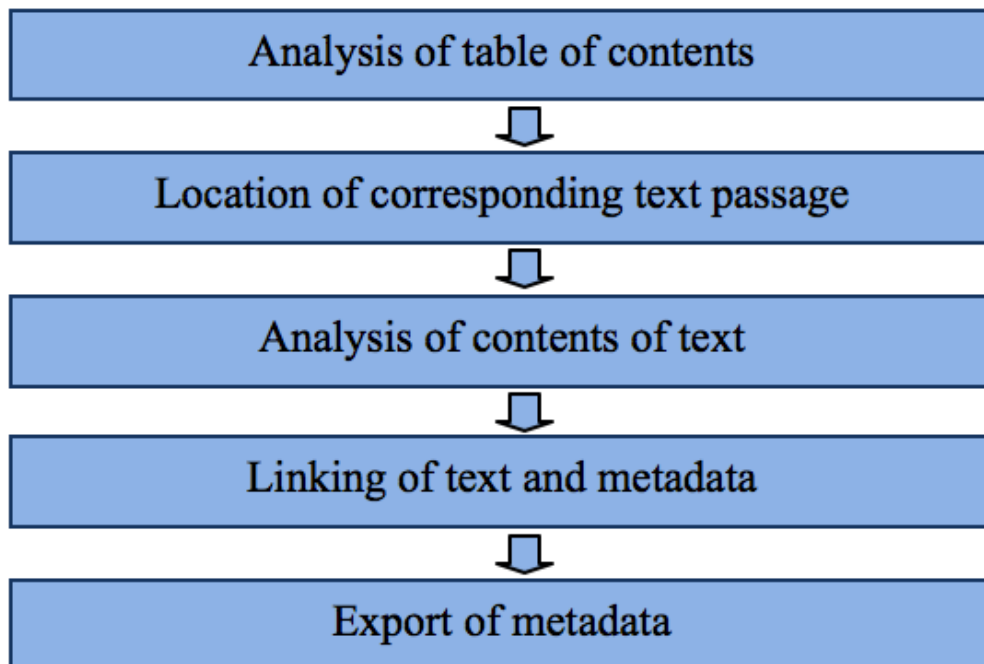 Analysis of table of contents
Location of corresponding text passage
Analysis of contents of text
Linking of text and metadata
Export of metadata